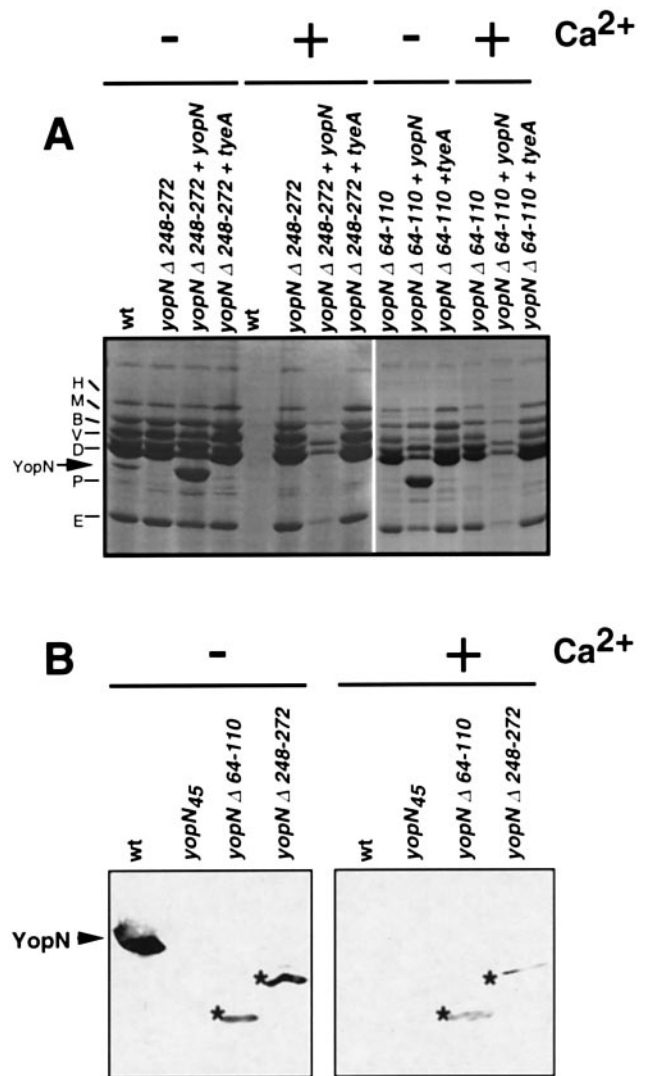 - + - + Ca2+
A
wt
yopN Δ 248-272
yopN Δ 248-272 + yopN
yopN Δ 248-272 + tyeA
wt
yopN Δ 248-272
yopN Δ 248-272 + yopN
yopN Δ 248-272 + tyeA
yopN Δ 64-110
yopN Δ 64-110 + yopN
yopN Δ 64-110 +tyeA
yopN Δ 64-110
yopN Δ 64-110 + yopN
yopN Δ 64-110 + tyeA
H
M
B
V
D
YopN
P
E
B
- + Ca2+
wt
yopN45
yopN Δ 64-110
yopN Δ 248-272
wt
yopN45
yopN Δ 64-110
yopN Δ 248-272
YopN
* *
* *